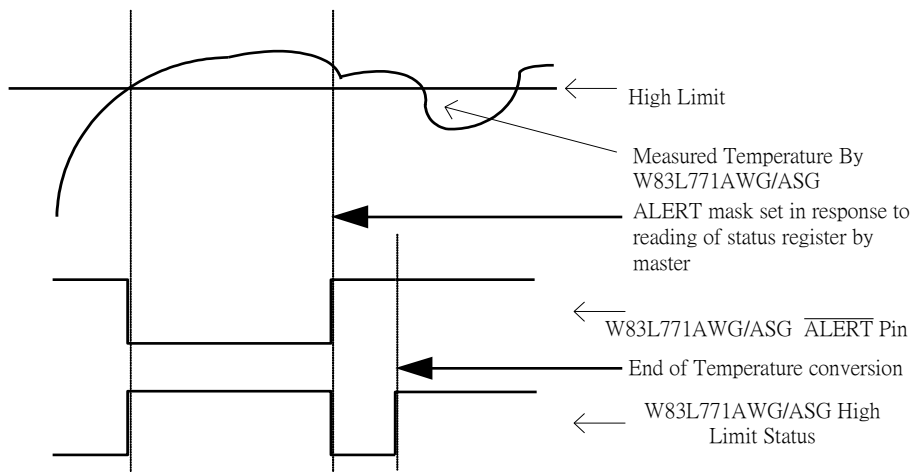 High Limit
Measured Temperature By
W83L771AWG/ASG
ALERT mask set in response to
reading of status register by
master
W83L771AWG/ASG ALERT Pin
End of Temperature conversion
W83L771AWG/ASG High
Limit Status